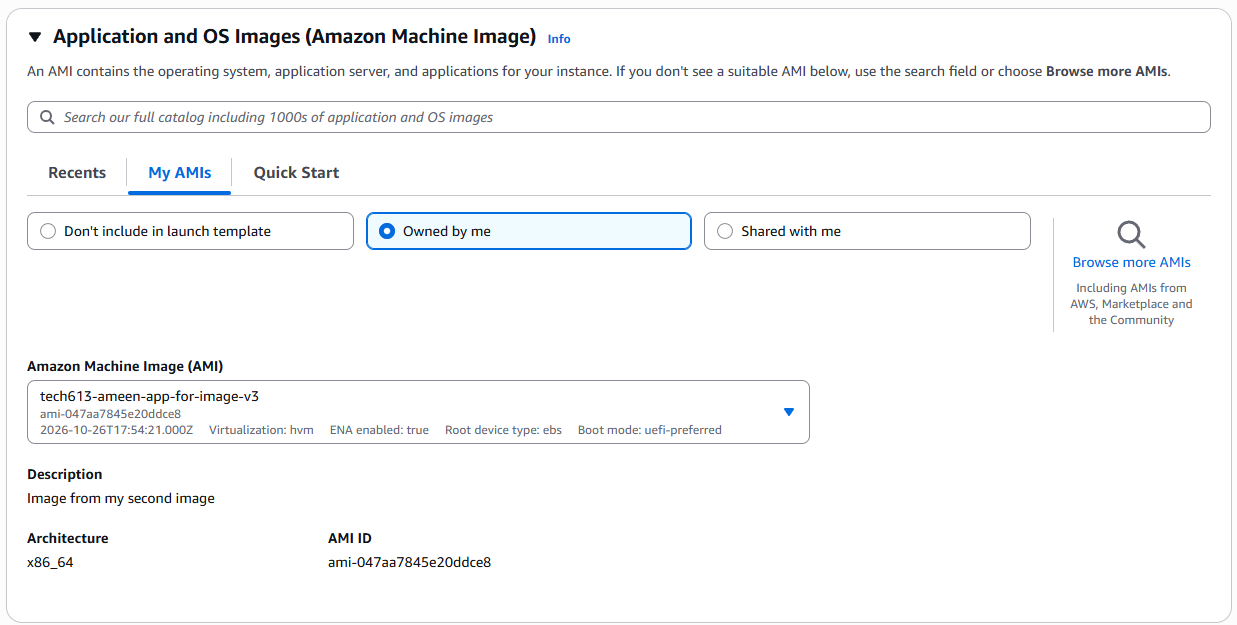 Application and OS Images (Amazon Machine Image) Info
An AMI contains the operating system, application server, and applications for your instance. If you don't see a suitable AMI below, use the search field or choose Browse more AMIs.
Search our full catalog including 1000s of application and OS images
Recents My AMIs Quick Start
Don't include in launch template Owned by me Shared with me
Browse more AMIs
Including AMIs from
AWS, Marketplace and
the Community
Amazon Machine Image (AMI)
tech613-ameen-app-for-image-v3
ami-047aa7845e20ddce8
2026-10-26T17:54:21.000Z Virtualization: hvm ENA enabled: true Root device type: ebs Boot mode: uefi-preferred
Description
Image from my second image
Architecture AMI ID
x86_64 ami-047aa7845e20ddce8